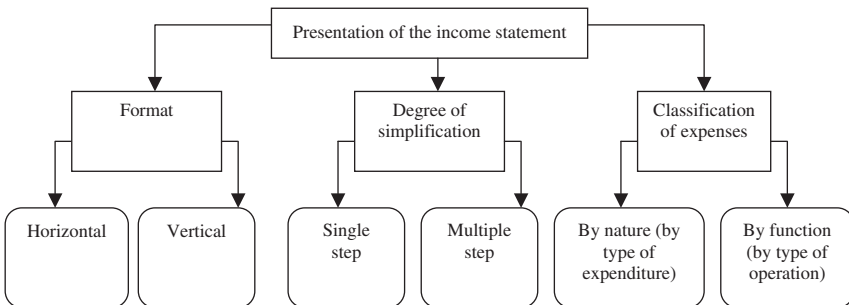 Presentation of the income statement
Format
Degree of
simplification
Classification
of expenses
Horizontal
Vertical
Single
step
Multiple
step
By nature (by
type of
expenditure)
By function
(by type of
operation)